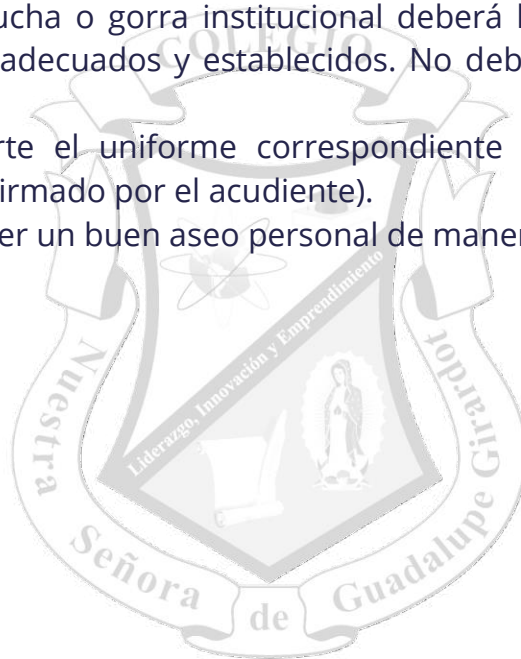 ucha o gorra institucional deberá
adecuados y establecidos. No deb
rte el uniforme correspondiente
irmado por el acudiente).
er un buen aseo personal de maner
COLEGIO
Liderazgo, Innovación y Emprendimiento
Nuestra Señora de Guadalupe Girardot